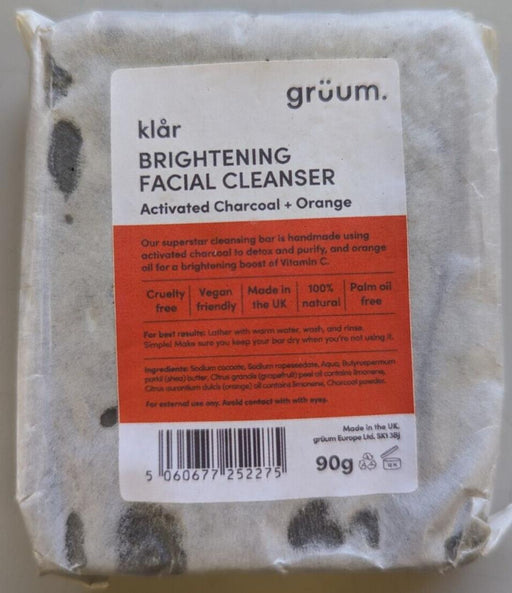 grüum.
klår
BRIGHTENING
FACIAL CLEANSER
Activated Charcoal + Orange
Our superstar cleansing bar is handmade using
activated charcoal to detox and purify, and orange
oil for a brightening boost of Vitamin C.
Cruelty free
Vegan friendly
Made in the UK
100% natural
Palm oil free
For best results: Lather with warm water, wash, and rinse.
Simple! Make sure you keep your bar dry when you're not using it.
Ingredients: Sodium cocoate, Sodium rapeseedate, Aqua, Butyrospermum
parkii (shea) butter, Citrus grandis (grapefruit) peel oil contains limonene,
Citrus aurantium dulcis (orange) oil contains limonene, Charcoal powder.
For external use only. Avoid contact with with eyes.
Made in the UK,
grüum Europe Ltd. SK1 3BJ
90g
5 060677 252275